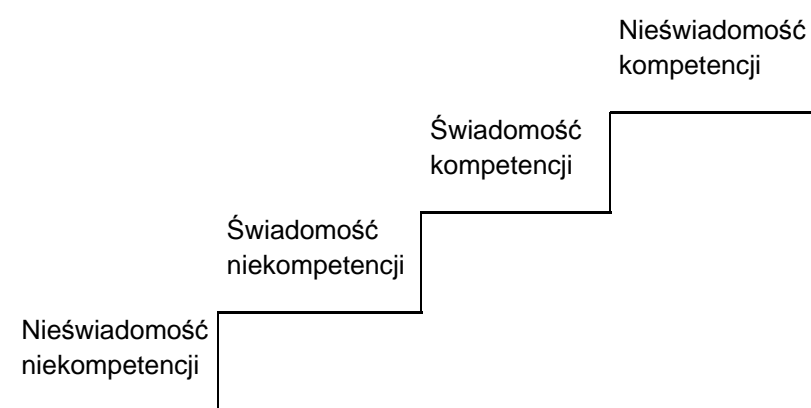 Nieświadomość
kompetencji
Świadomość
kompetencji
Świadomość
niekompetencji
Nieświadomość
niekompetencji